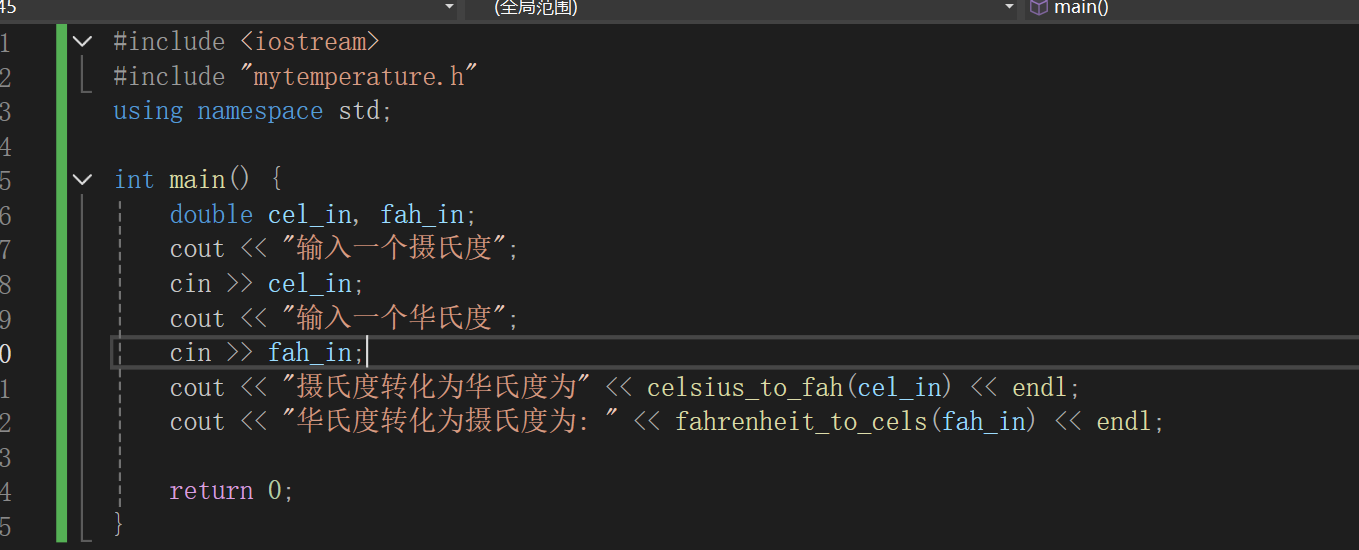 45 (全局范围) main()
1 #include <iostream>
2 #include "mytemperature.h"
3 using namespace std;
4
5 int main() {
6 double cel_in, fah_in;
7 cout << "输入一个摄氏度";
8 cin >> cel_in;
9 cout << "输入一个华氏度";
0 cin >> fah_in;
1 cout << "摄氏度转化为华氏度为" << celsius_to_fah(cel_in) << endl;
2 cout << "华氏度转化为摄氏度为: " << fahrenheit_to_cels(fah_in) << endl;
3
4 return 0;
5 }